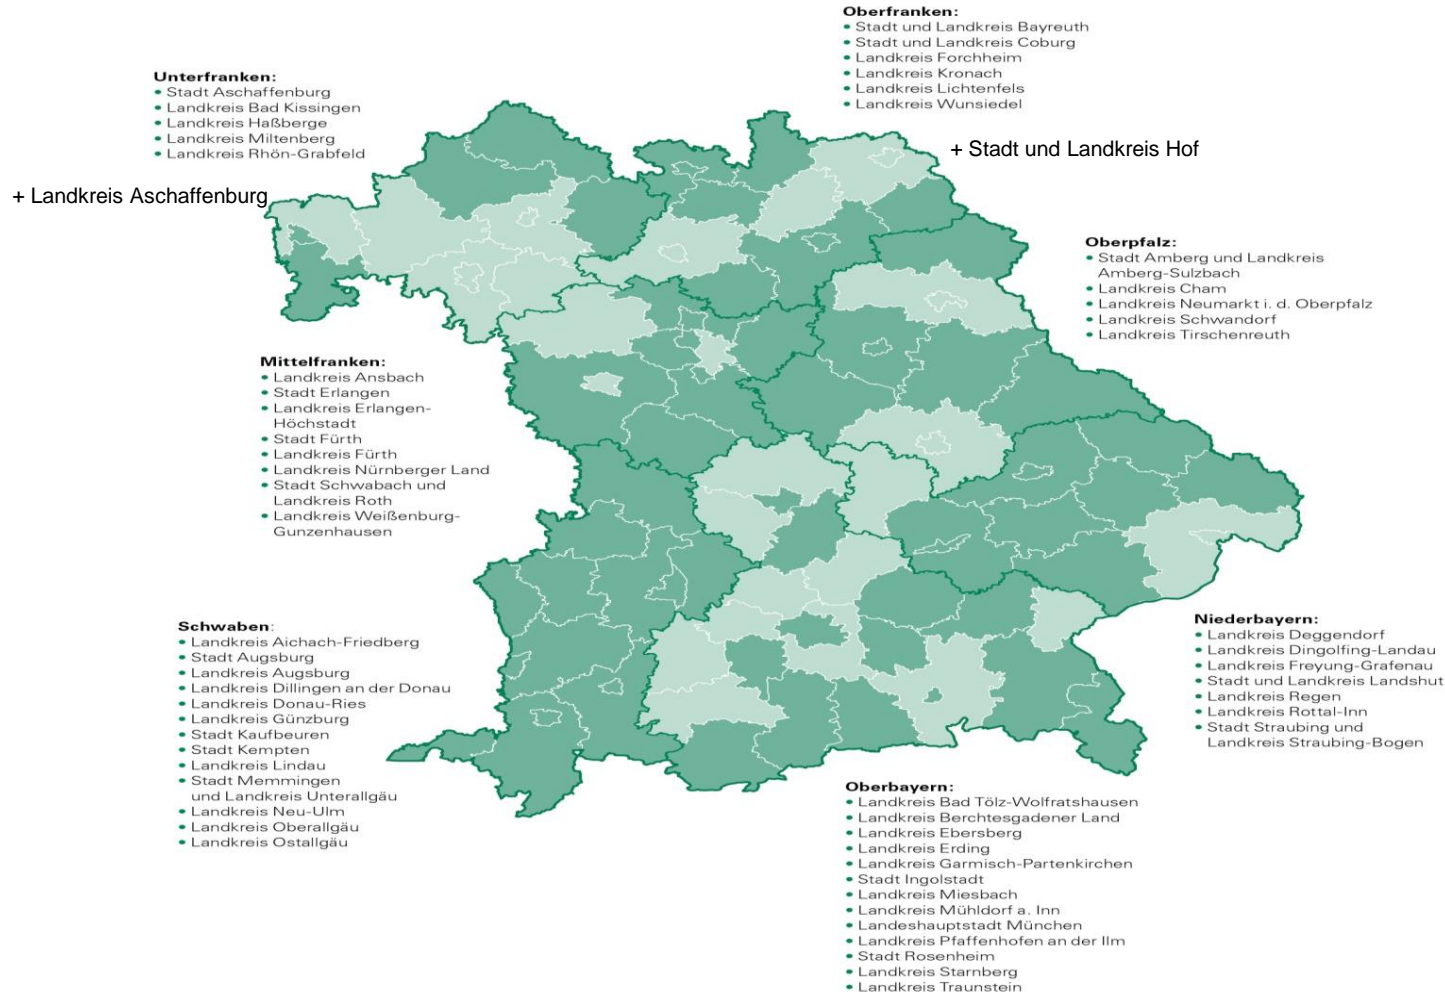 Oberfranken:
• Stadt und Landkreis Bayreuth
• Stadt und Landkreis Coburg
• Landkreis Forchheim
• Landkreis Kronach
• Landkreis Lichtenfels
• Landkreis Wunsiedel
+ Stadt und Landkreis Hof
Unterfranken:
• Stadt Aschaffenburg
• Landkreis Bad Kissingen
• Landkreis Haßberge
• Landkreis Miltenberg
• Landkreis Rhön-Grabfeld
+ Landkreis Aschaffenburg
Oberpfalz:
• Stadt Amberg und Landkreis
Amberg-Sulzbach
• Landkreis Cham
• Landkreis Neumarkt i. d. Oberpfalz
• Landkreis Schwandorf
• Landkreis Tirschenreuth
Mittelfranken:
• Landkreis Ansbach
• Stadt Erlangen
• Landkreis Erlangen-
Höchstadt
• Stadt Fürth
• Landkreis Fürth
• Landkreis Nürnberger Land
• Stadt Schwabach und
Landkreis Roth
• Landkreis Weißenburg-
Gunzenhausen
Schwaben:
• Landkreis Aichach-Friedberg
• Stadt Augsburg
• Landkreis Augsburg
• Landkreis Dillingen an der Donau
• Landkreis Donau-Ries
• Landkreis Günzburg
• Stadt Kaufbeuren
• Stadt Kempten
• Landkreis Lindau
• Stadt Memmingen
und Landkreis Unterallgäu
• Landkreis Neu-Ulm
• Landkreis Oberallgäu
• Landkreis Ostallgäu
Niederbayern:
• Landkreis Deggendorf
• Landkreis Dingolfing-Landau
• Landkreis Freyung-Grafenau
• Stadt und Landkreis Landshut
• Landkreis Regen
• Landkreis Rottal-Inn
• Stadt Straubing und
Landkreis Straubing-Bogen
Oberbayern:
• Landkreis Bad Tölz-Wolfratshausen
• Landkreis Berchtesgadener Land
• Landkreis Ebersberg
• Landkreis Erding
• Landkreis Garmisch-Partenkirchen
• Stadt Ingolstadt
• Landkreis Miesbach
• Landkreis Mühldorf a. Inn
• Landeshauptstadt München
• Landkreis Pfaffenhofen an der Ilm
• Stadt Rosenheim
• Landkreis Starnberg
• Landkreis Traunstein